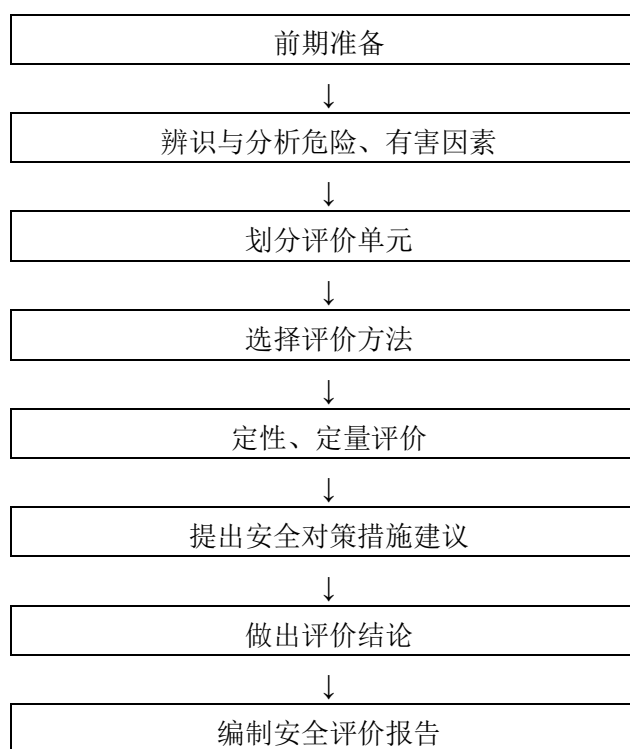 前期准备
↓
辨识与分析危险、有害因素
↓
划分评价单元
↓
选择评价方法
↓
定性、定量评价
↓
提出安全对策措施建议
↓
做出评价结论
↓
编制安全评价报告